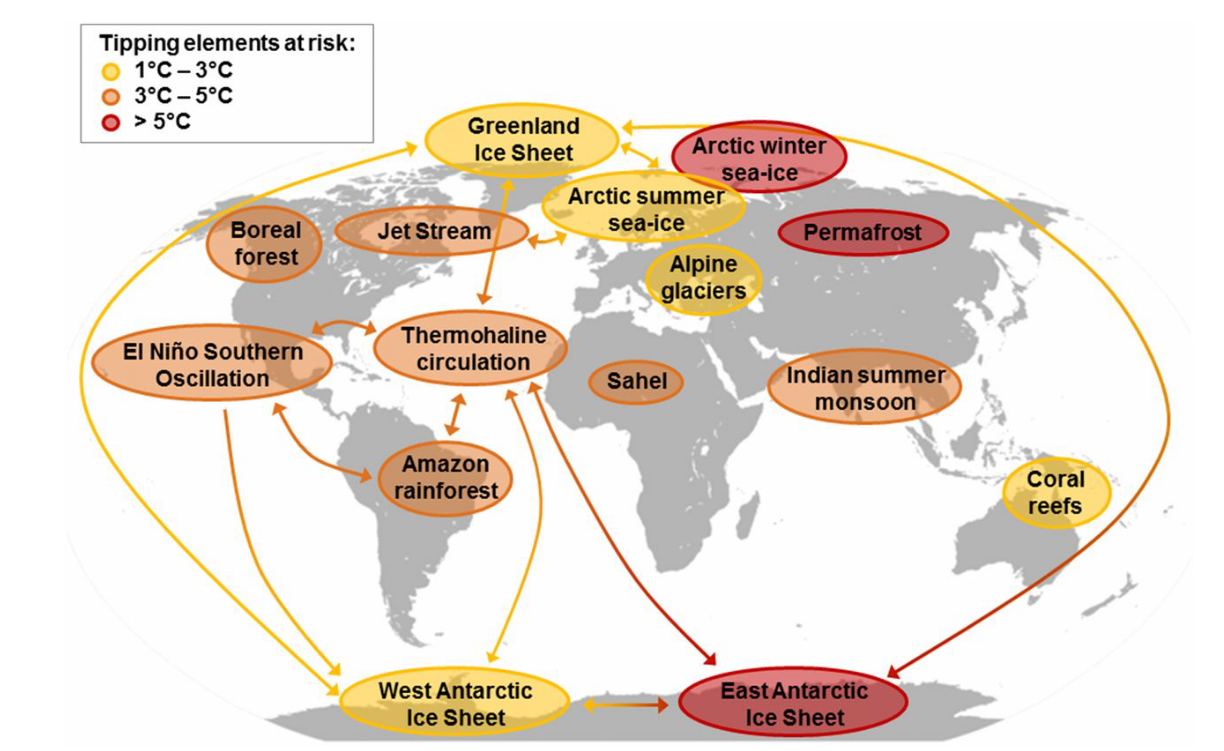 Tipping elements at risk:
1°C – 3°C
3°C – 5°C
> 5°C
Greenland
Ice Sheet
Arctic winter
sea-ice
Arctic summer
sea-ice
Boreal
forest
Jet Stream
Permafrost
Alpine
glaciers
El Niño Southern
Oscillation
Thermohaline
circulation
Sahel
Indian summer
monsoon
Amazon
rainforest
Coral
reefs
West Antarctic
Ice Sheet
East Antarctic
Ice Sheet